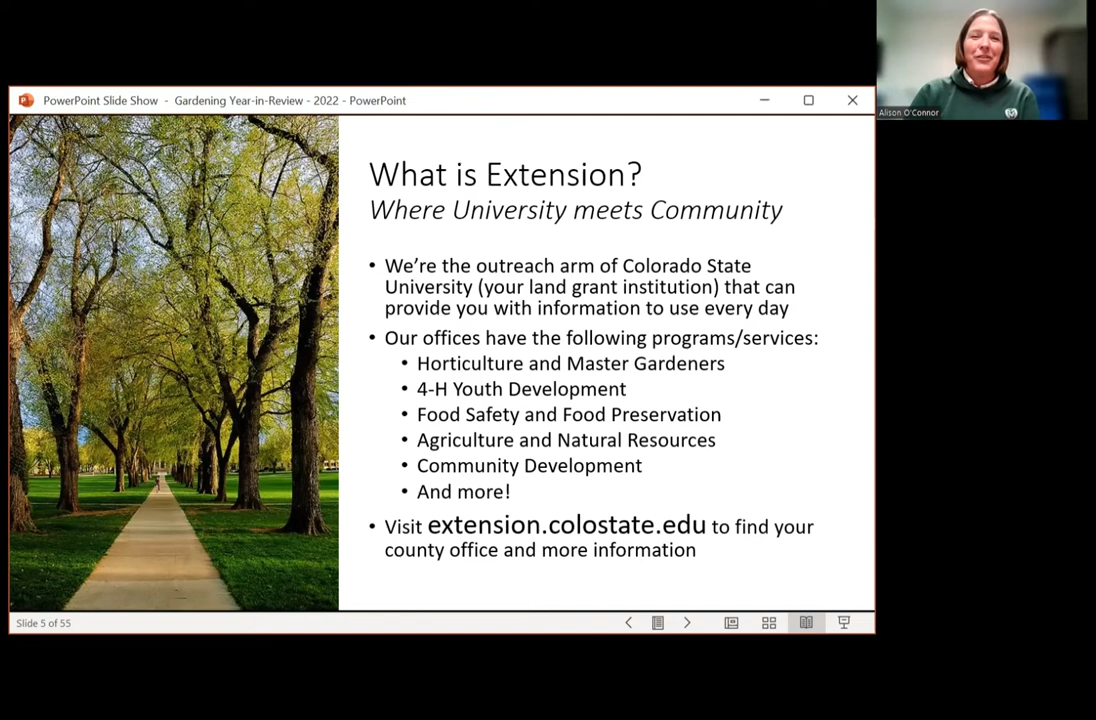 PowerPoint Slide Show - Gardening Year-in-Review - 2022 - PowerPoint
Alison O'Connor
What is Extension?
Where University meets Community
• We're the outreach arm of Colorado State
University (your land grant institution) that can
provide you with information to use every day
• Our offices have the following programs/services:
• Horticulture and Master Gardeners
• 4-H Youth Development
• Food Safety and Food Preservation
• Agriculture and Natural Resources
• Community Development
• And more!
• Visit extension.colostate.edu to find your
county office and more information
Slide 5 of 55